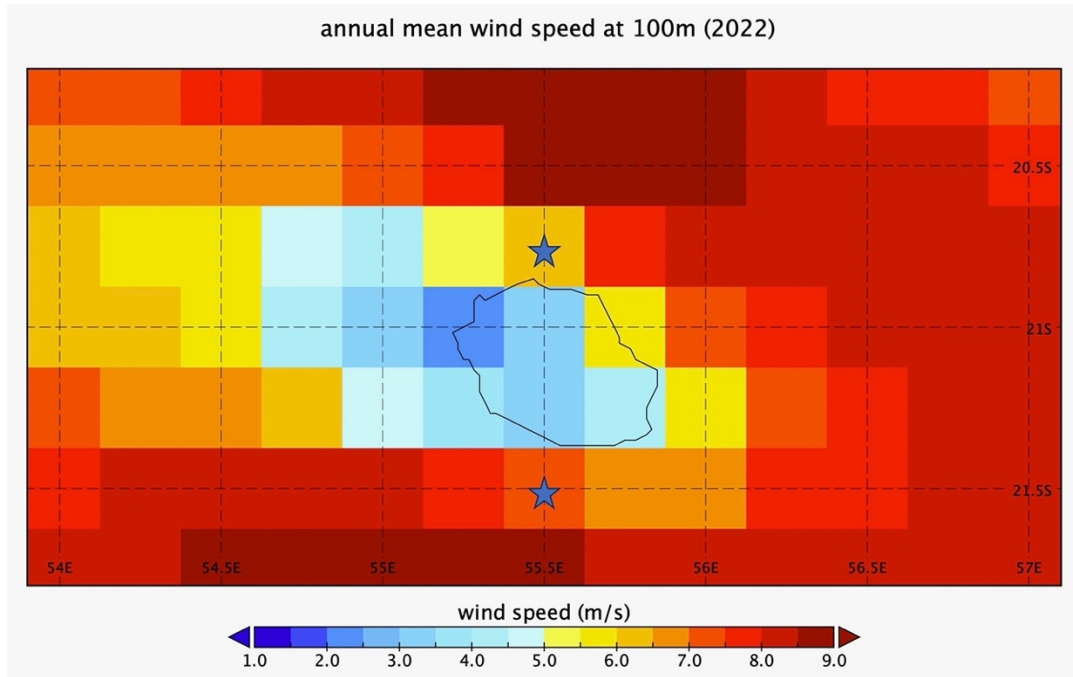 annual mean wind speed at 100m (2022)
20.5S
21S
21.5S
54E 54.5E 55E 55.5E 56E 56.5E 57E
wind speed (m/s)
1.0 2.0 3.0 4.0 5.0 6.0 7.0 8.0 9.0